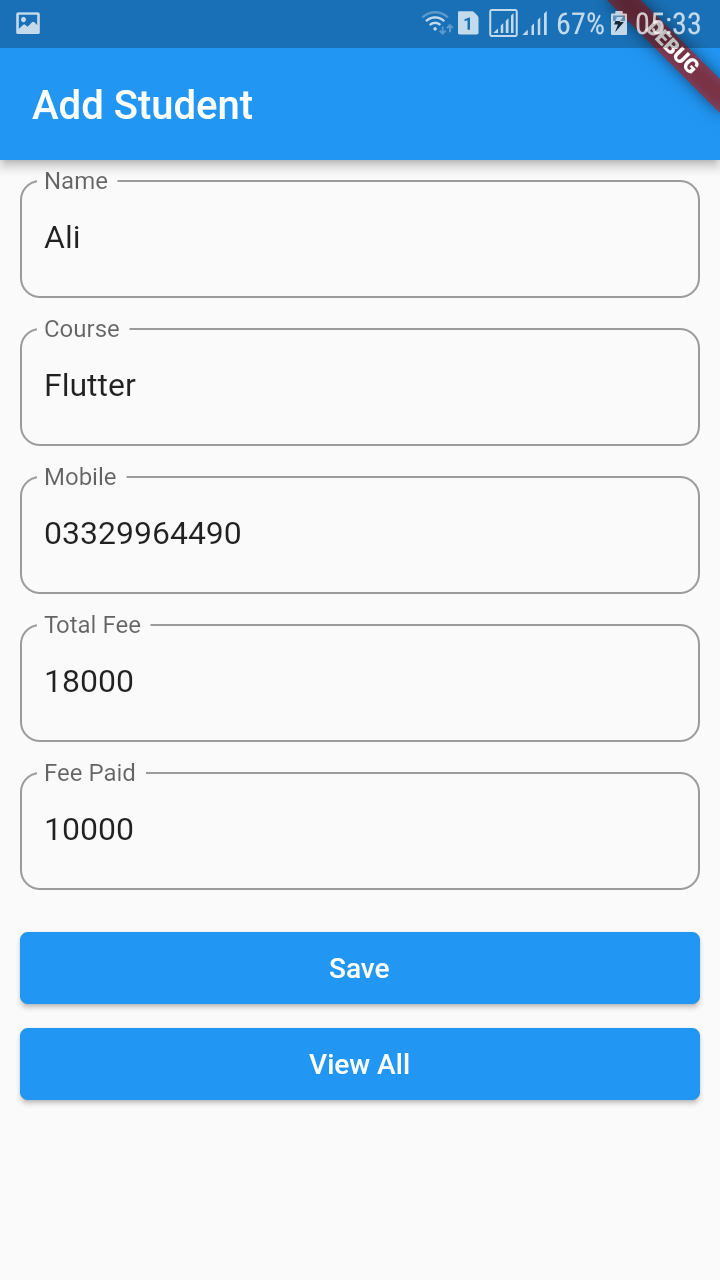 1 67% 05:33
DEBUG
Add Student
Name
Ali
Course
Flutter
Mobile
03329964490
Total Fee
18000
Fee Paid
10000
Save
View All